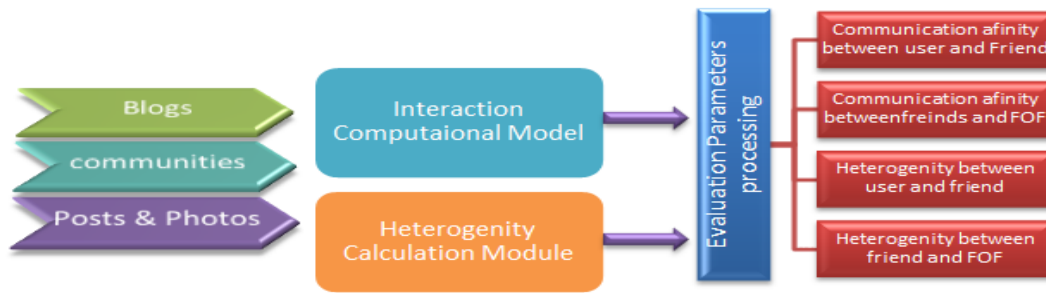 Blogs
communities
Posts & Photos
Interaction
Computaional Model
Heterogenity
Calculation Module
Evaluation Parameters
processing
Communication afinity
between user and Friend
Communication afinity
betweenfreinds and FOF
Heterogenity between
user and friend
Heterogenity between
friend and FOF